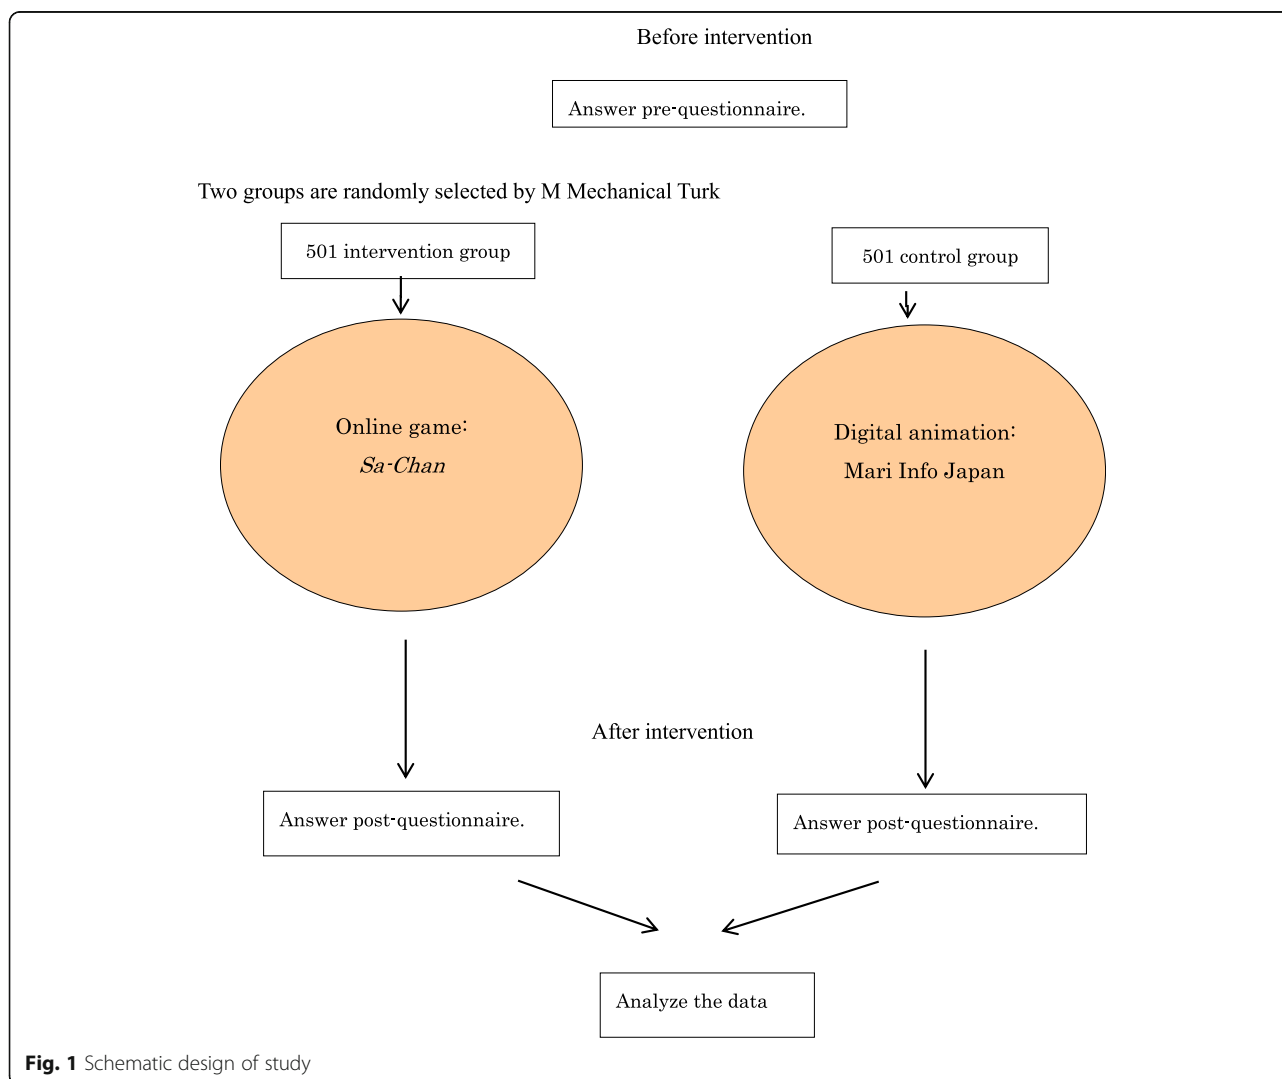 Before intervention
Answer pre-questionnaire.
Two groups are randomly selected by M Mechanical Turk
501 intervention group
501 control group
Online game:
Sa-Chan
Digital animation:
Mari Info Japan
After intervention
Answer post-questionnaire.
Answer post-questionnaire.
Analyze the data
Fig. 1 Schematic design of study